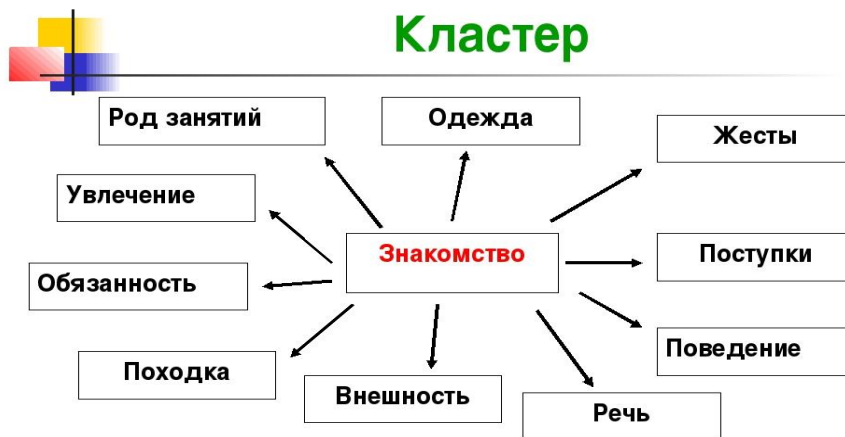 Кластер
Род занятий
Одежда
Жесты
Увлечение
Знакомство
Поступки
Обязанность
Поведение
Походка
Внешность
Речь